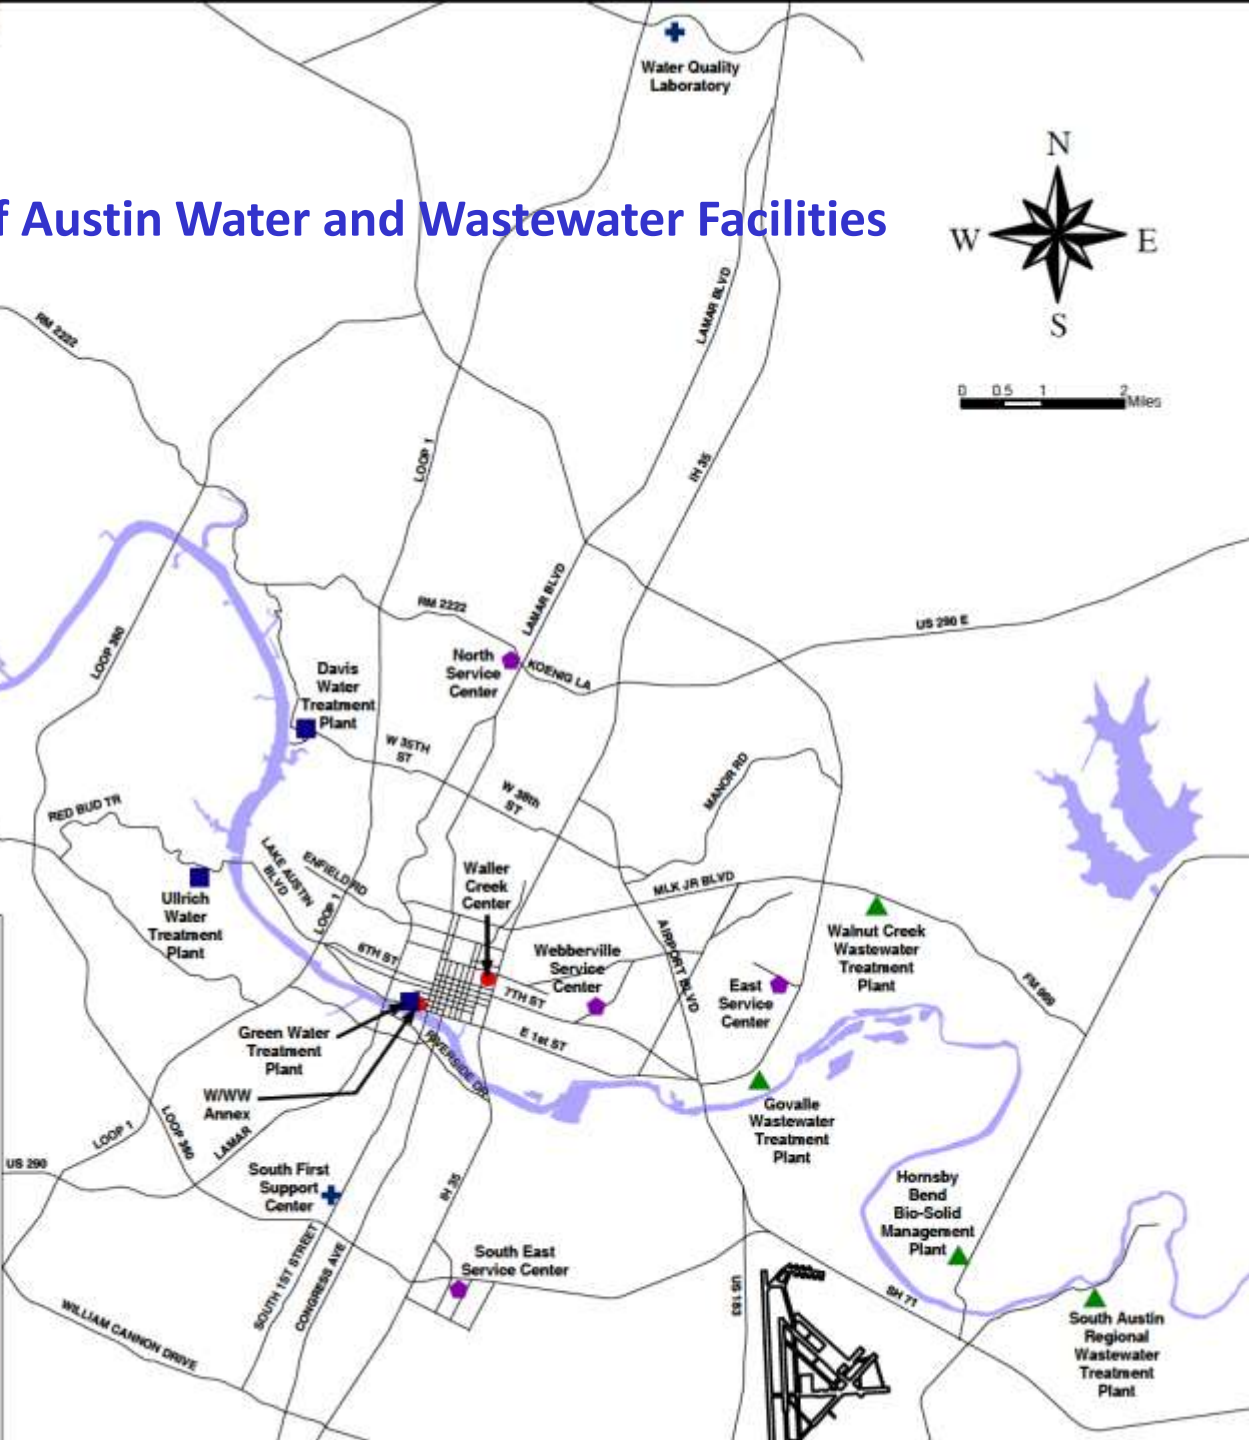 Water Quality
Laboratory
N
f Austin Water and Wastewater Facilities
W
E
S
LAMAR BLVD
RM 2222
0 0.5 1 2
Miles
LOOP 1
IH 35
LAMAR BLVD
RM 2222
US 290 E
LOOP 360
North
Service
Center
KOENIG LA
Davis
Water
Treatment
Plant
W 35TH
ST
W 38th
ST
MANOR RD
RED BUD TR
LAKE AUSTIN
BLVD
ENFIELD RD
Waller
Creek
Center
MLK JR BLVD
Ullrich
Water
Treatment
Plant
LOOP 1
6TH ST
Webberville
Service
Center
AIRPORT BLVD
Walnut Creek
Wastewater
Treatment
Plant
FM 969
7TH ST
East
Service
Center
Green Water
Treatment
Plant
E 1st ST
RIVERSIDE DR
W/WW
Annex
Govalle
Wastewater
Treatment
Plant
LOOP 1
LOOP 360
LAMAR
US 290
South First
Support
Center
IH 35
Hornsby
Bend
Bio-Solid
Management
Plant
South East
Service Center
SOUTH 1ST STREET
CONGRESS AVE
US 183
SH 71
WILLIAM CANNON DRIVE
South Austin
Regional
Wastewater
Treatment
Plant